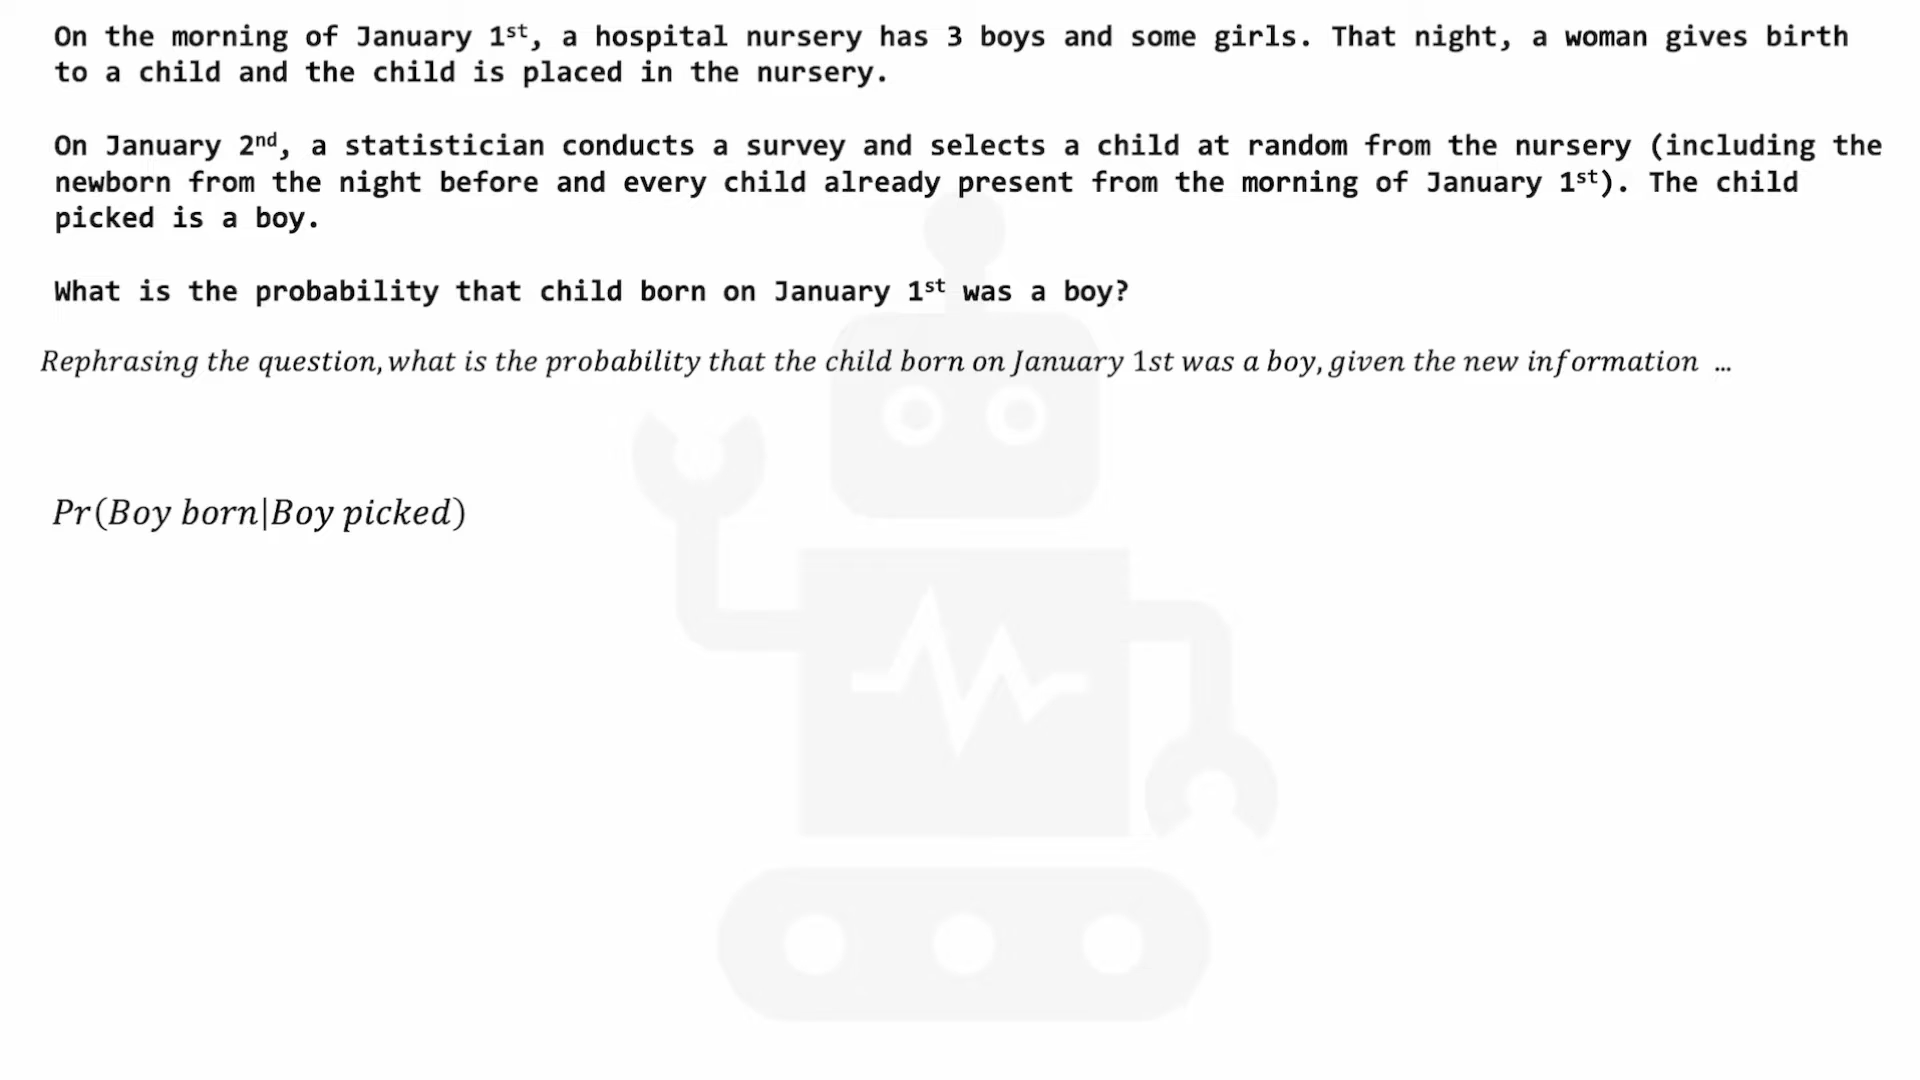 On the morning of January 1st, a hospital nursery has 3 boys and some girls. That night, a woman gives birth
to a child and the child is placed in the nursery.
On January 2nd, a statistician conducts a survey and selects a child at random from the nursery (including the
newborn from the night before and every child already present from the morning of January 1st). The child
picked is a boy.
What is the probability that child born on January 1st was a boy?
Rephrasing the question, what is the probability that the child born on January 1st was a boy, given the new information ...
Pr(Boy born|Boy picked)